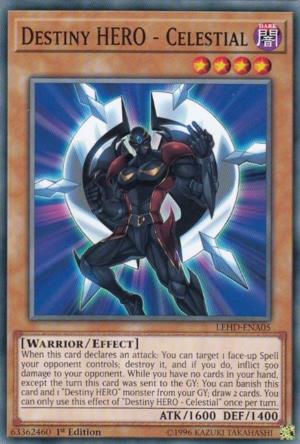 DESTINY HERO - CELESTIAL
DARK
闇
LEHD-ENA05
[WARRIOR/EFFECT]
When this card declares an attack: You can target 1 face-up Spell
your opponent controls; destroy it, and if you do, inflict 500
damage to your opponent. While you have no cards in your hand,
except the turn this card was sent to the GY: You can banish this
card and 1 "Destiny HERO" monster from your GY; draw 2 cards. You
can only use this effect of "Destiny HERO - Celestial" once per turn.
ATK/1600 DEF/1400
63362460 1st Edition ©1996 KAZUKI TAKAHASHI